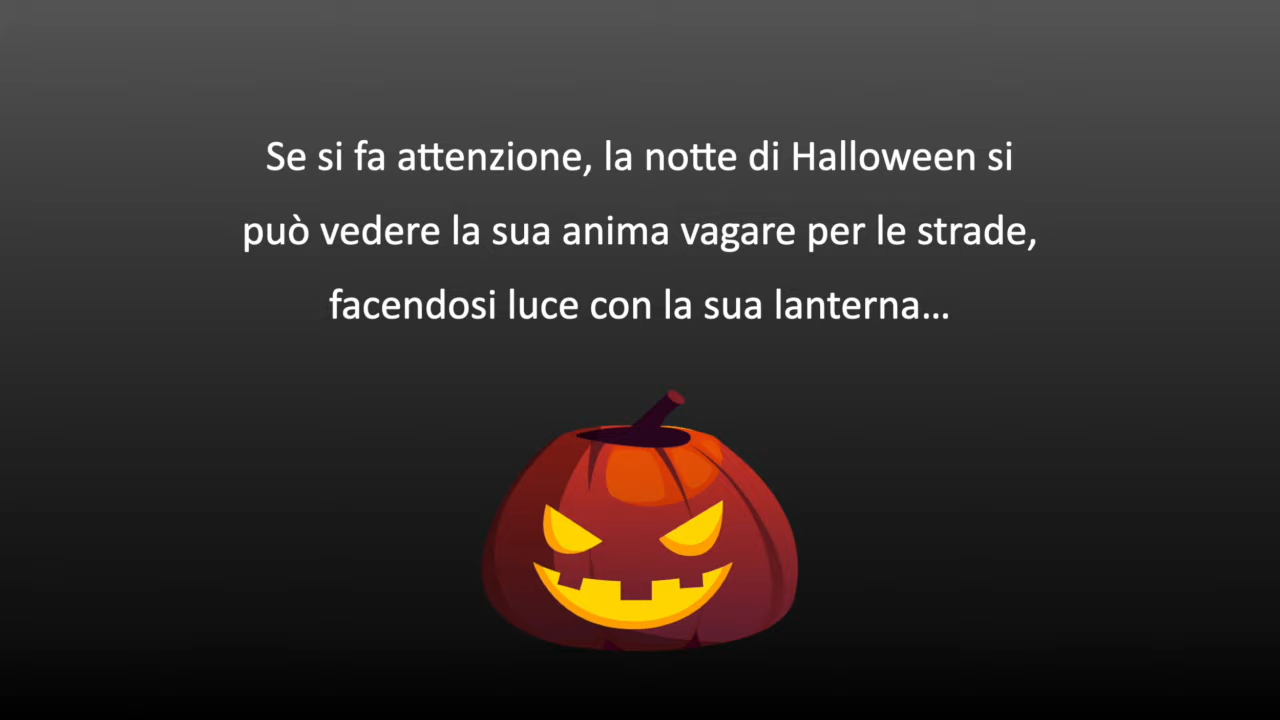 Se si fa attenzione, la notte di Halloween si
può vedere la sua anima vagare per le strade,
facendosi luce con la sua lanterna…